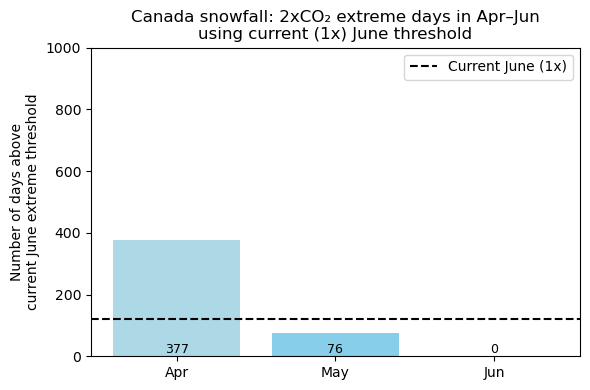 Canada snowfall: 2xCO₂ extreme days in Apr–Jun
using current (1x) June threshold
Number of days above
current June extreme threshold
1000
800
600
400
200
0
Current June (1x)
377
76
0
Apr
May
Jun